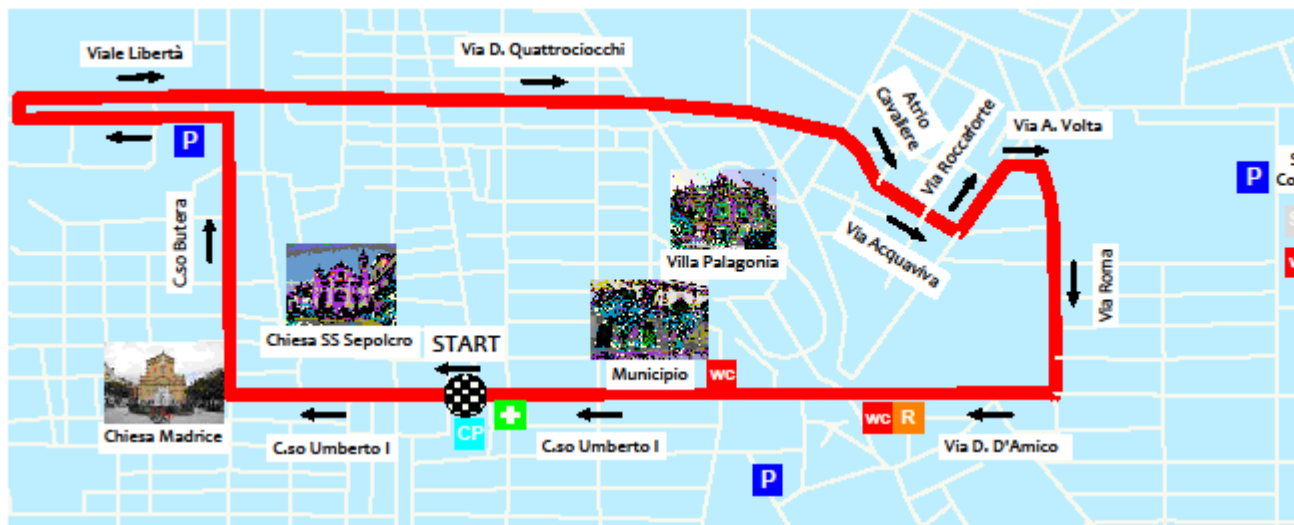 Viale Libertà
Via D. Quattrociocchi
Atrio
Cavaliere
Via Roccaforte
Via A. Volta
P
P
C.so Butera
Villa Palagonia
Via Acquaviva
Via Roma
Chiesa SS Sepolcro
START
Municipio
wc
Chiesa Madrice
C.so Umberto I
CP
C.so Umberto I
wc
R
Via D. D'Amico
P